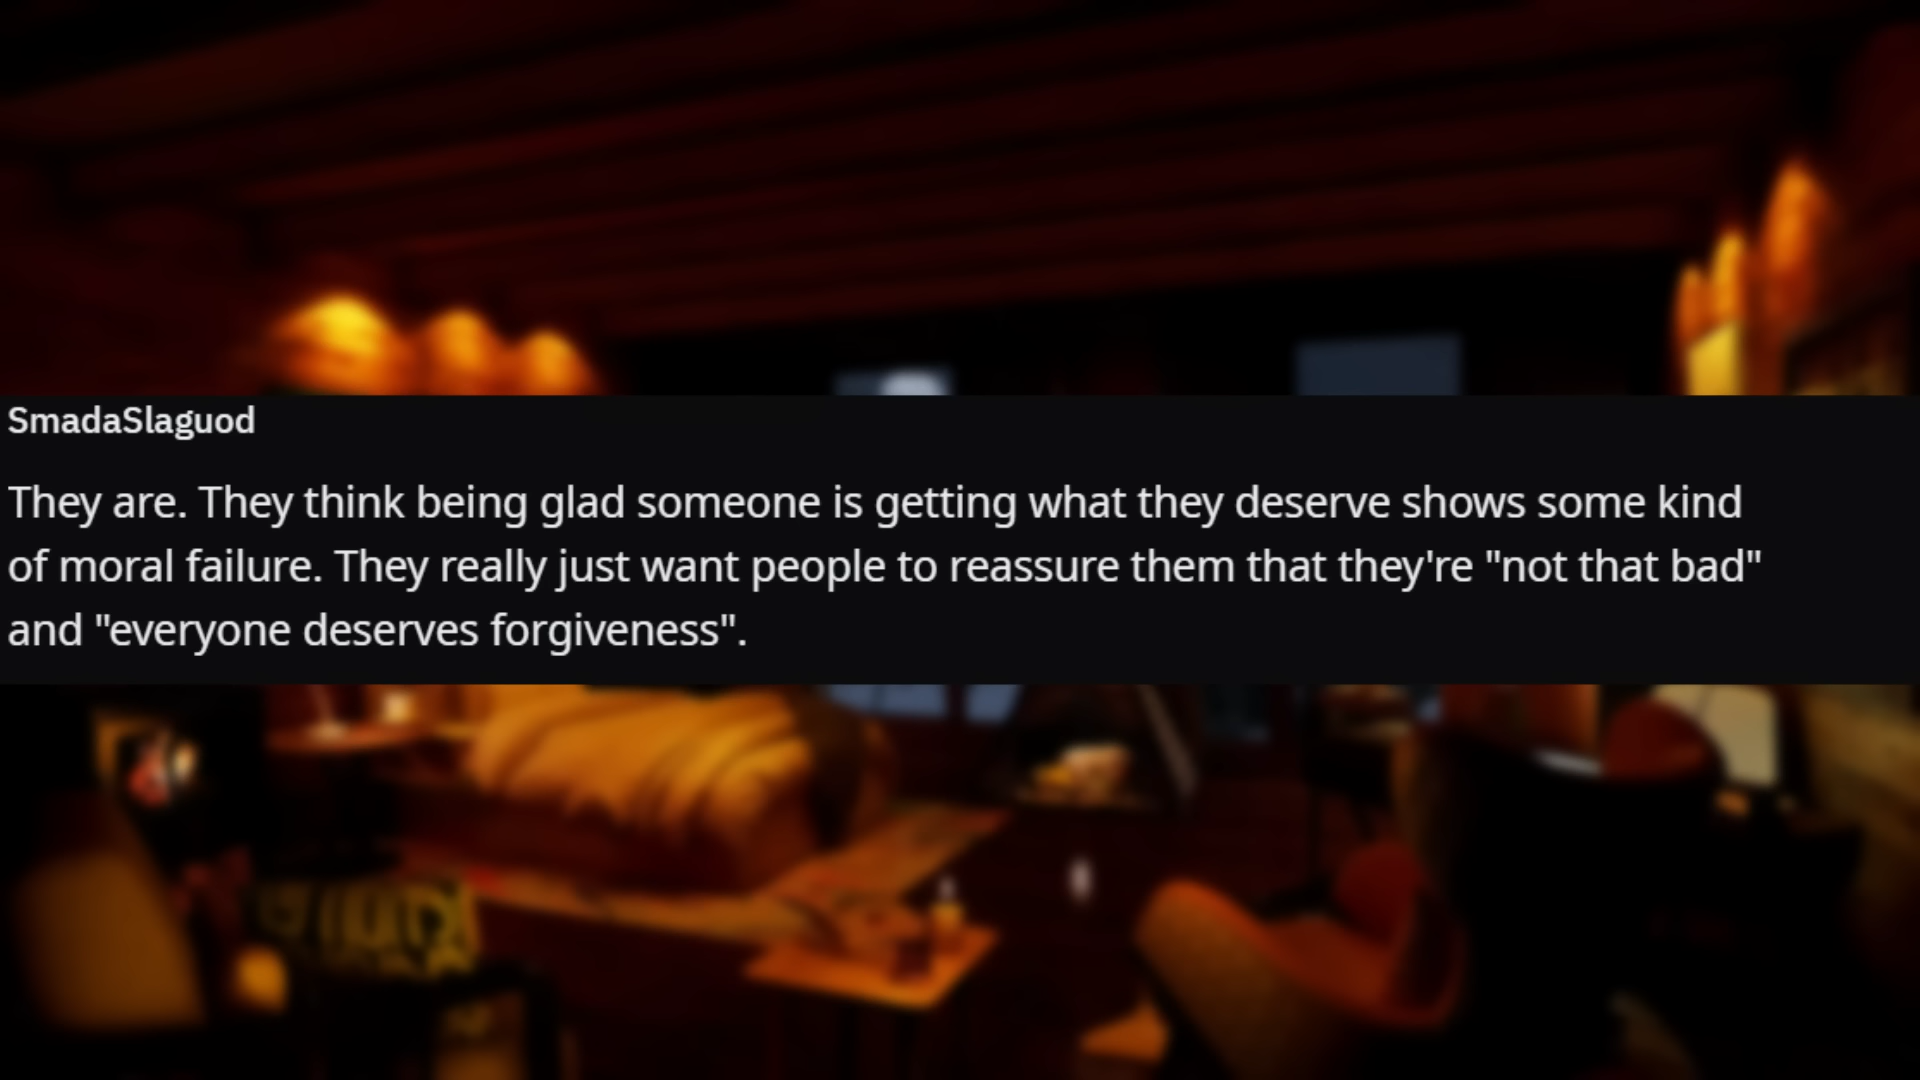 SmadaSlaguod
They are. They think being glad someone is getting what they deserve shows some kind
of moral failure. They really just want people to reassure them that they're "not that bad"
and "everyone deserves forgiveness".